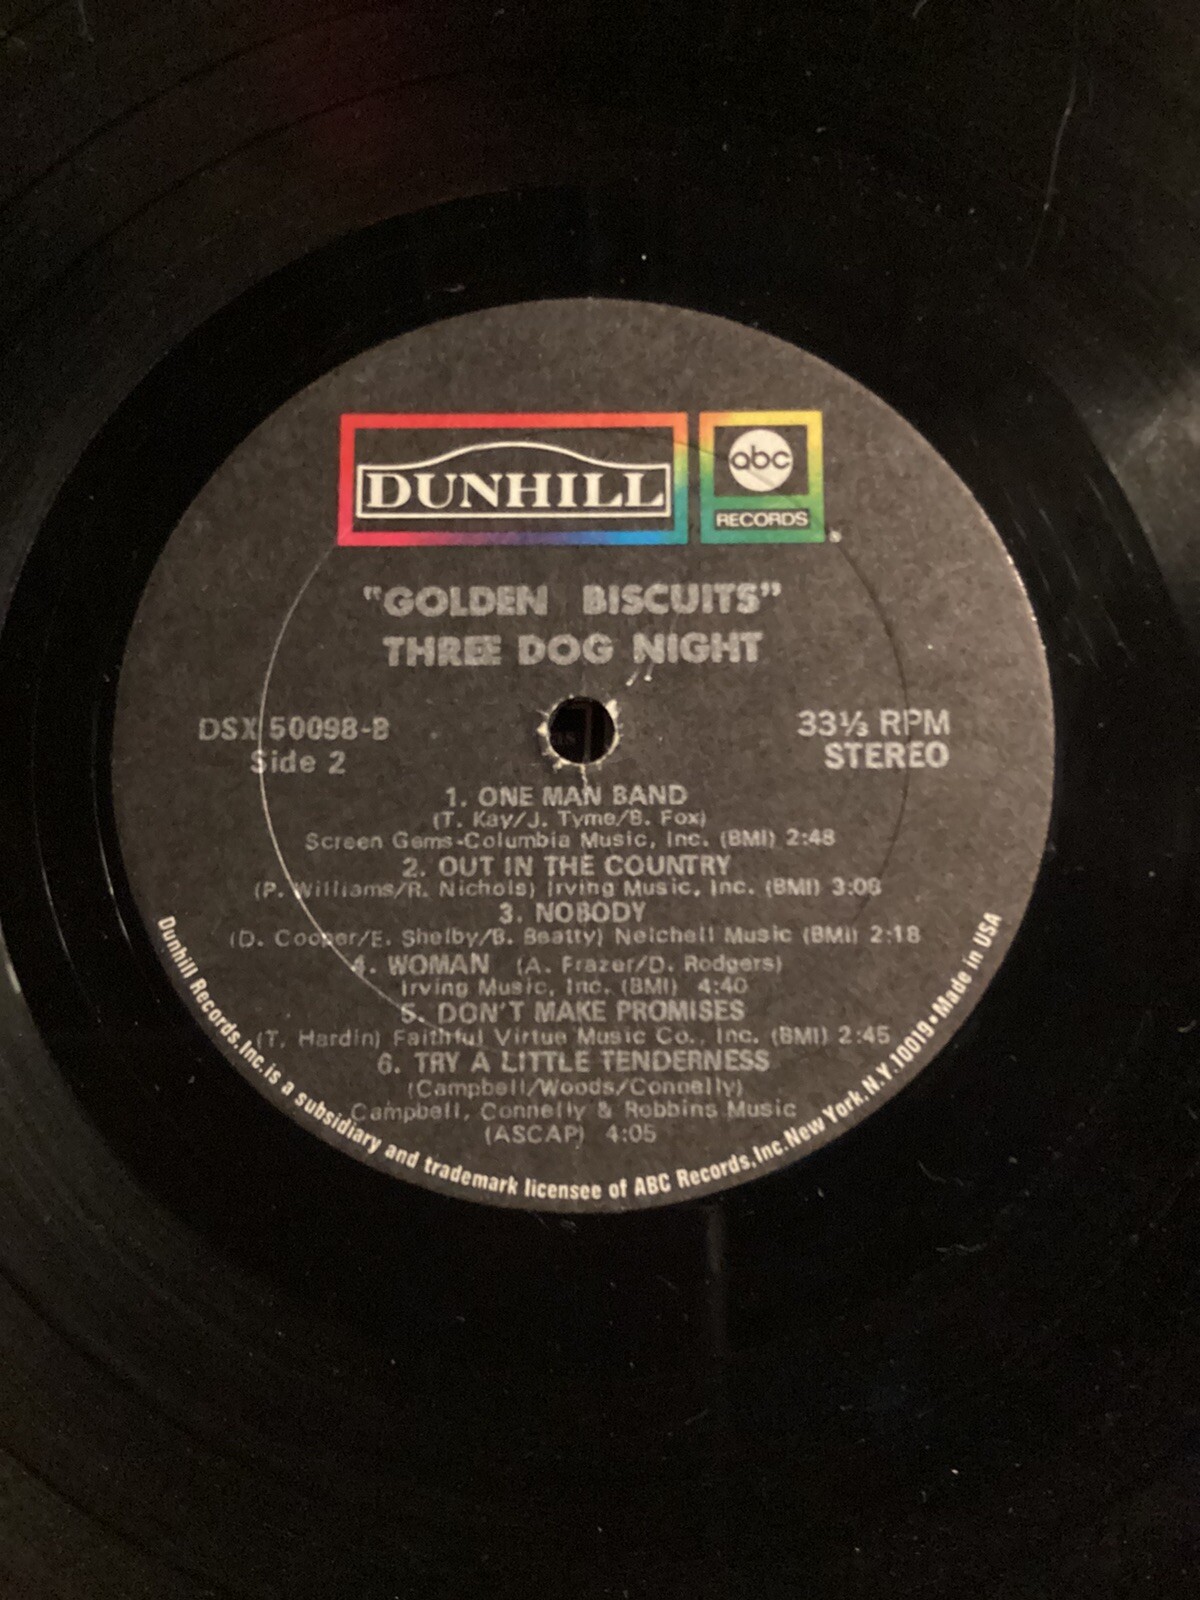 DUNHILL
abc
RECORDS®
"GOLDEN BISCUITS"
THREE DOG NIGHT
DSX 50098-B
Side 2
33⅓ RPM
STEREO
1. ONE MAN BAND
(T. Kay/J. Tyme/B. Fox)
Screen Gems-Columbia Music, Inc. (BMI) 2:48
2. OUT IN THE COUNTRY
(P. Williams/R. Nichols) Irving Music, Inc. (BMI) 3:08
3. NOBODY
(D. Cooper/E. Shelby/B. Beatty) Nelchell Music (BMI) 2:18
4. WOMAN (A. Frazer/D. Rodgers)
Irving Music, Inc. (BMI) 4:40
5. DON'T MAKE PROMISES
(T. Hardin) Faithful Virtue Music Co., Inc. (BMI) 2:45
6. TRY A LITTLE TENDERNESS
(Campbell/Woods/Connelly)
Campbell, Connelly & Robbins Music
(ASCAP) 4:05
Dunhill Records, Inc. is a subsidiary and trademark licensee of ABC Records, Inc. New York, N.Y. 10019 • Made in USA